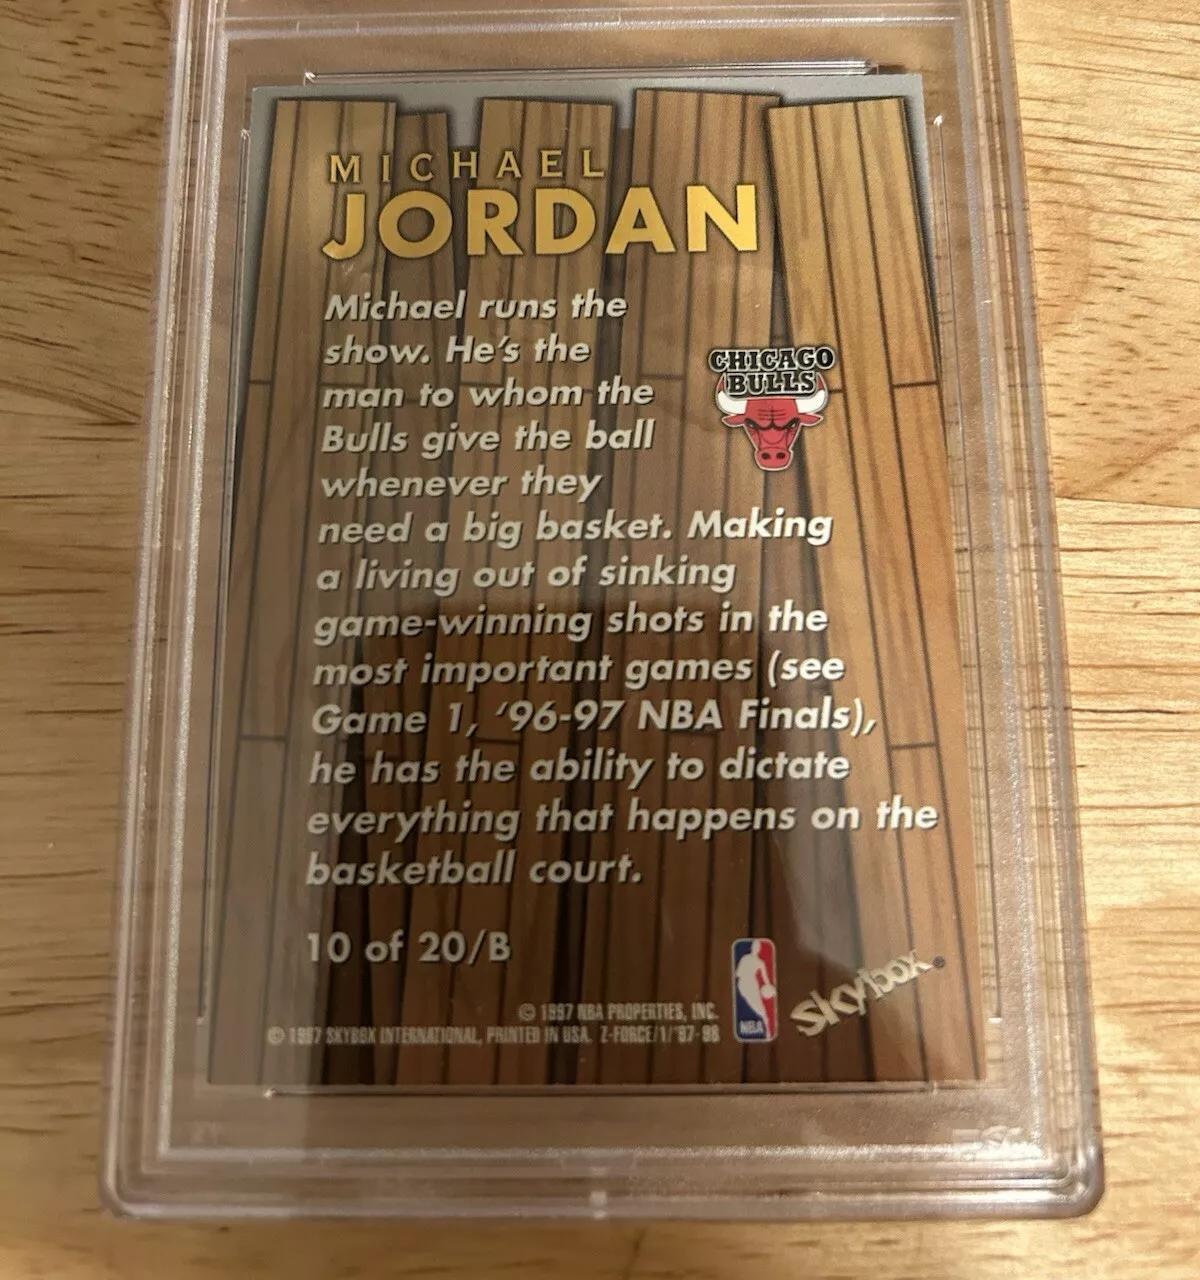 MICHAEL
JORDAN
Michael runs the
show. He's the
man to whom the
Bulls give the ball
whenever they
need a big basket. Making
a living out of sinking
game-winning shots in the
most important games (see
Game 1, '96-97 NBA Finals),
he has the ability to dictate
everything that happens on the
basketball court.
CHICAGO
BULLS
10 of 20/B
© 1997 NBA PROPERTIES, INC.
© 1997 SKYBOX INTERNATIONAL, PRINTED IN USA. Z-FORCE/1/'97-98
NBA
skybox®